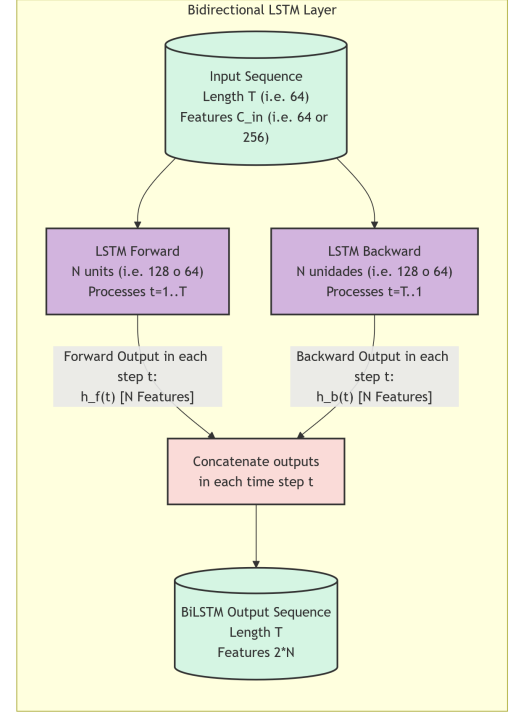 Bidirectional LSTM Layer
Input Sequence
Length T (i.e. 64)
Features C_in (i.e. 64 or
256)
LSTM Forward
N units (i.e. 128 o 64)
Processes t=1..T
LSTM Backward
N unidades (i.e. 128 o 64)
Processes t=T..1
Forward Output in each
step t:
h_f(t) [N Features]
Backward Output in each
step t:
h_b(t) [N Features]
Concatenate outputs
in each time step t
BiLSTM Output Sequence
Length T
Features 2*N